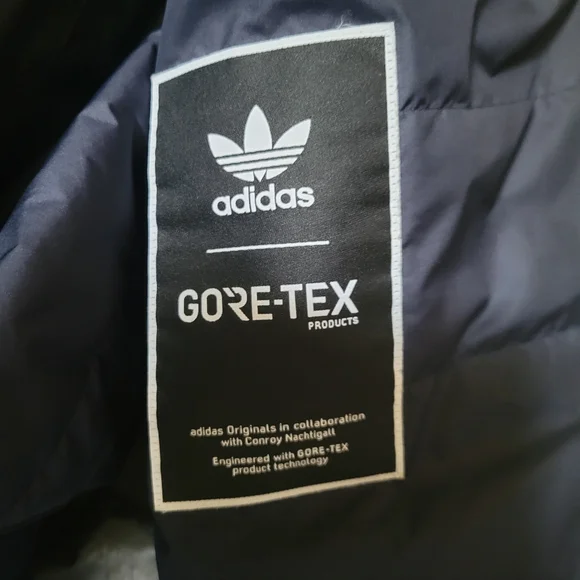 adidas
GORE-TEX
PRODUCTS
adidas Originals in collaboration
with Conroy Nachtigall
Engineered with GORE-TEX
product technology